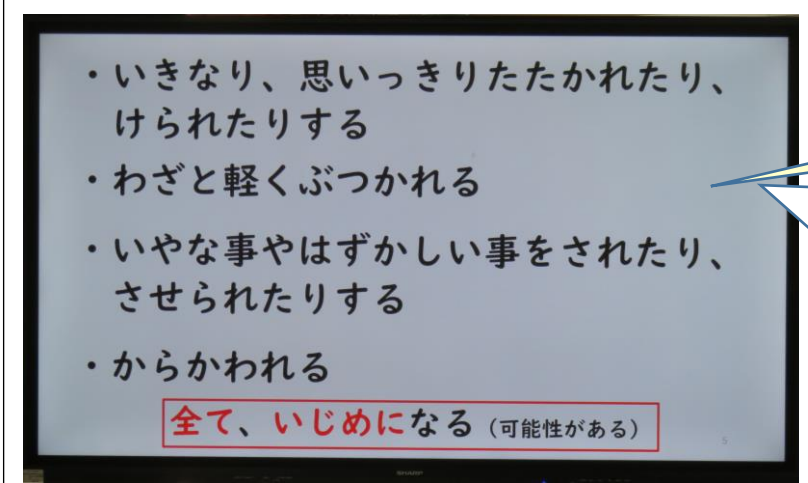 ・いきなり、思いっきりたたかれたり、
けられたりする
・わざと軽くぶつかれる
・いやな事やはずかしい事をされたり、
させられたりする
・からかわれる
全て、いじめになる（可能性がある）
5
SHARP